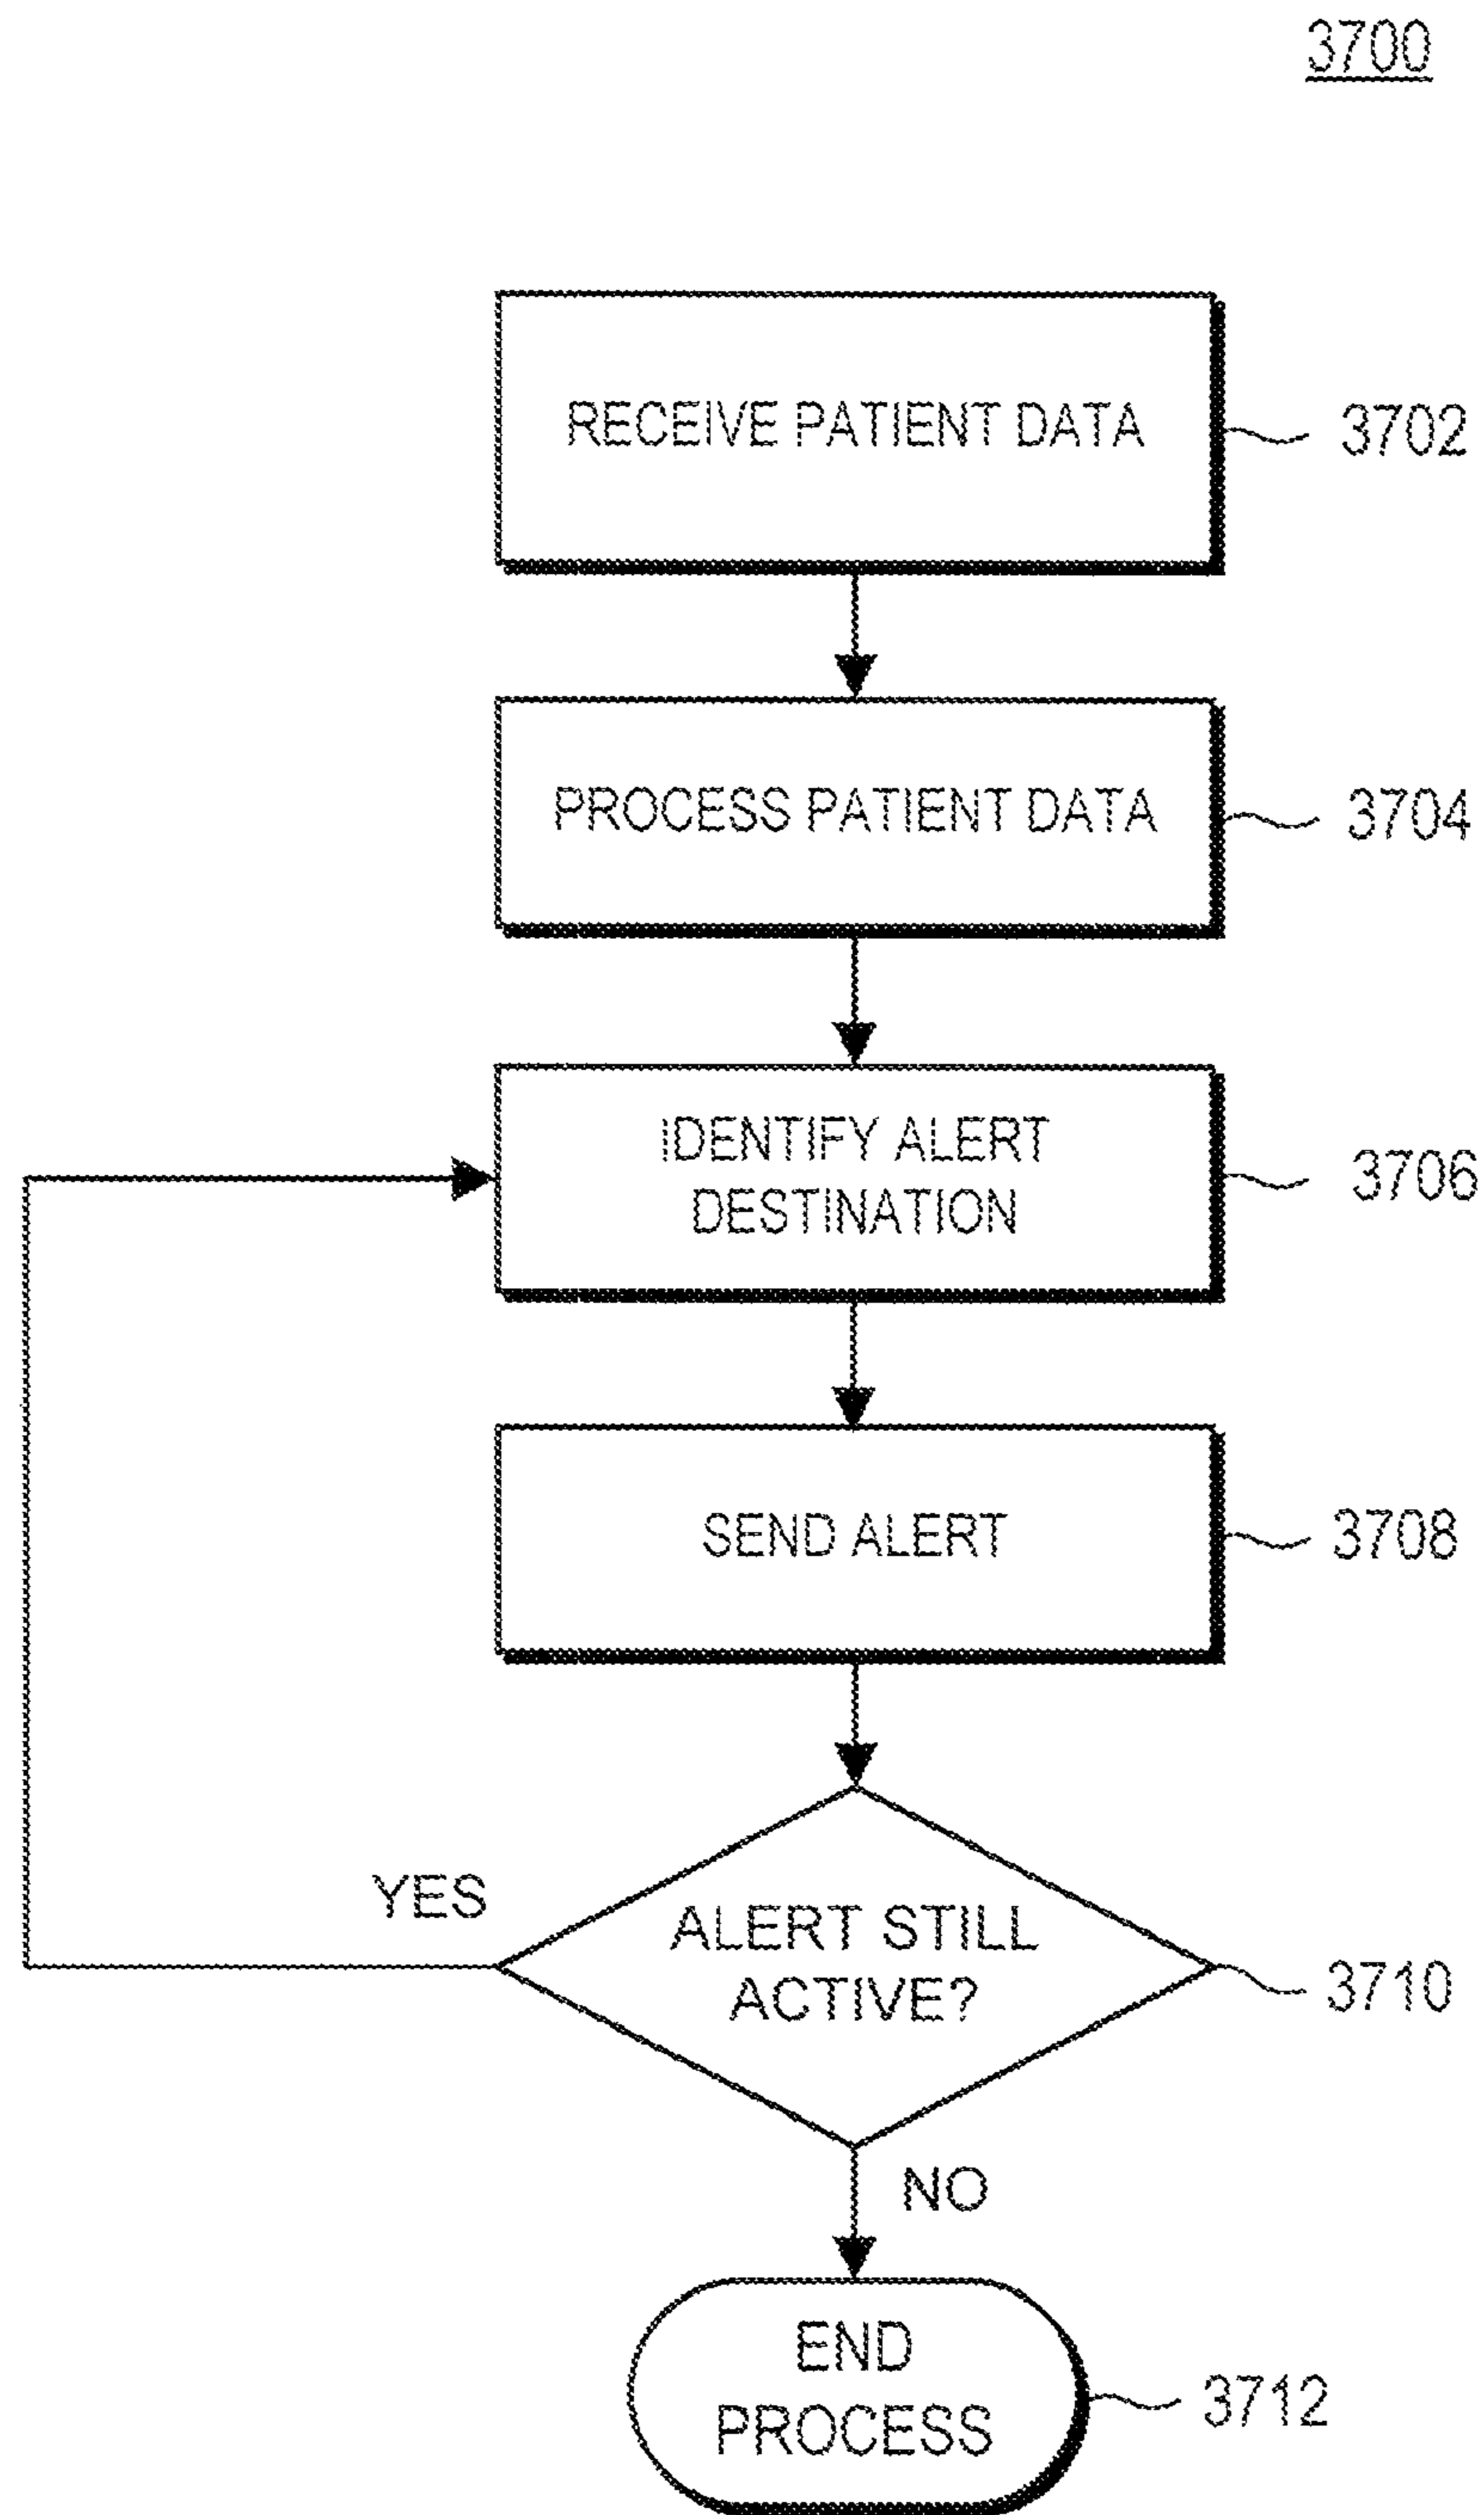 3700
RECEIVE PATIENT DATA
3702
PROCESS PATIENT DATA
3704
IDENTIFY ALERT
DESTINATION
3706
SEND ALERT
3708
YES
ALERT STILL
ACTIVE?
3710
NO
END
PROCESS
3712